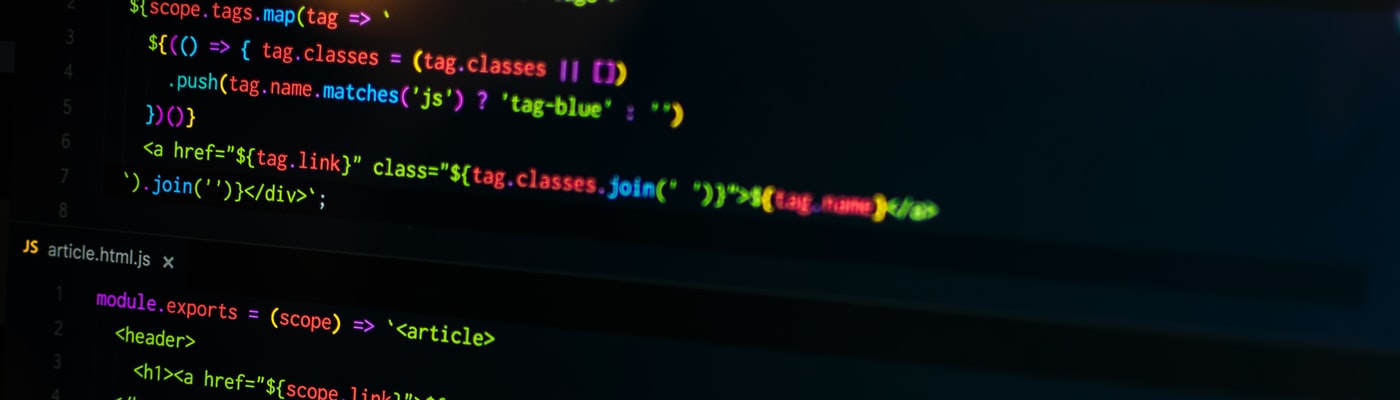 2 ${scope.tags.map(tag => `
3 ${(() => { tag.classes = (tag.classes || [])
4 .push(tag.name.matches('js') ? 'tag-blue' : "")
5 })()}
6 <a href="${tag.link}" class="${tag.classes.join(" ")}">${tag.name}</a>
7 `).join('')}</div>`;
8
JS article.html.js ×
1 module.exports = (scope) => `<article>
2 <header>
3 <h1><a href="${scope.link}">
4